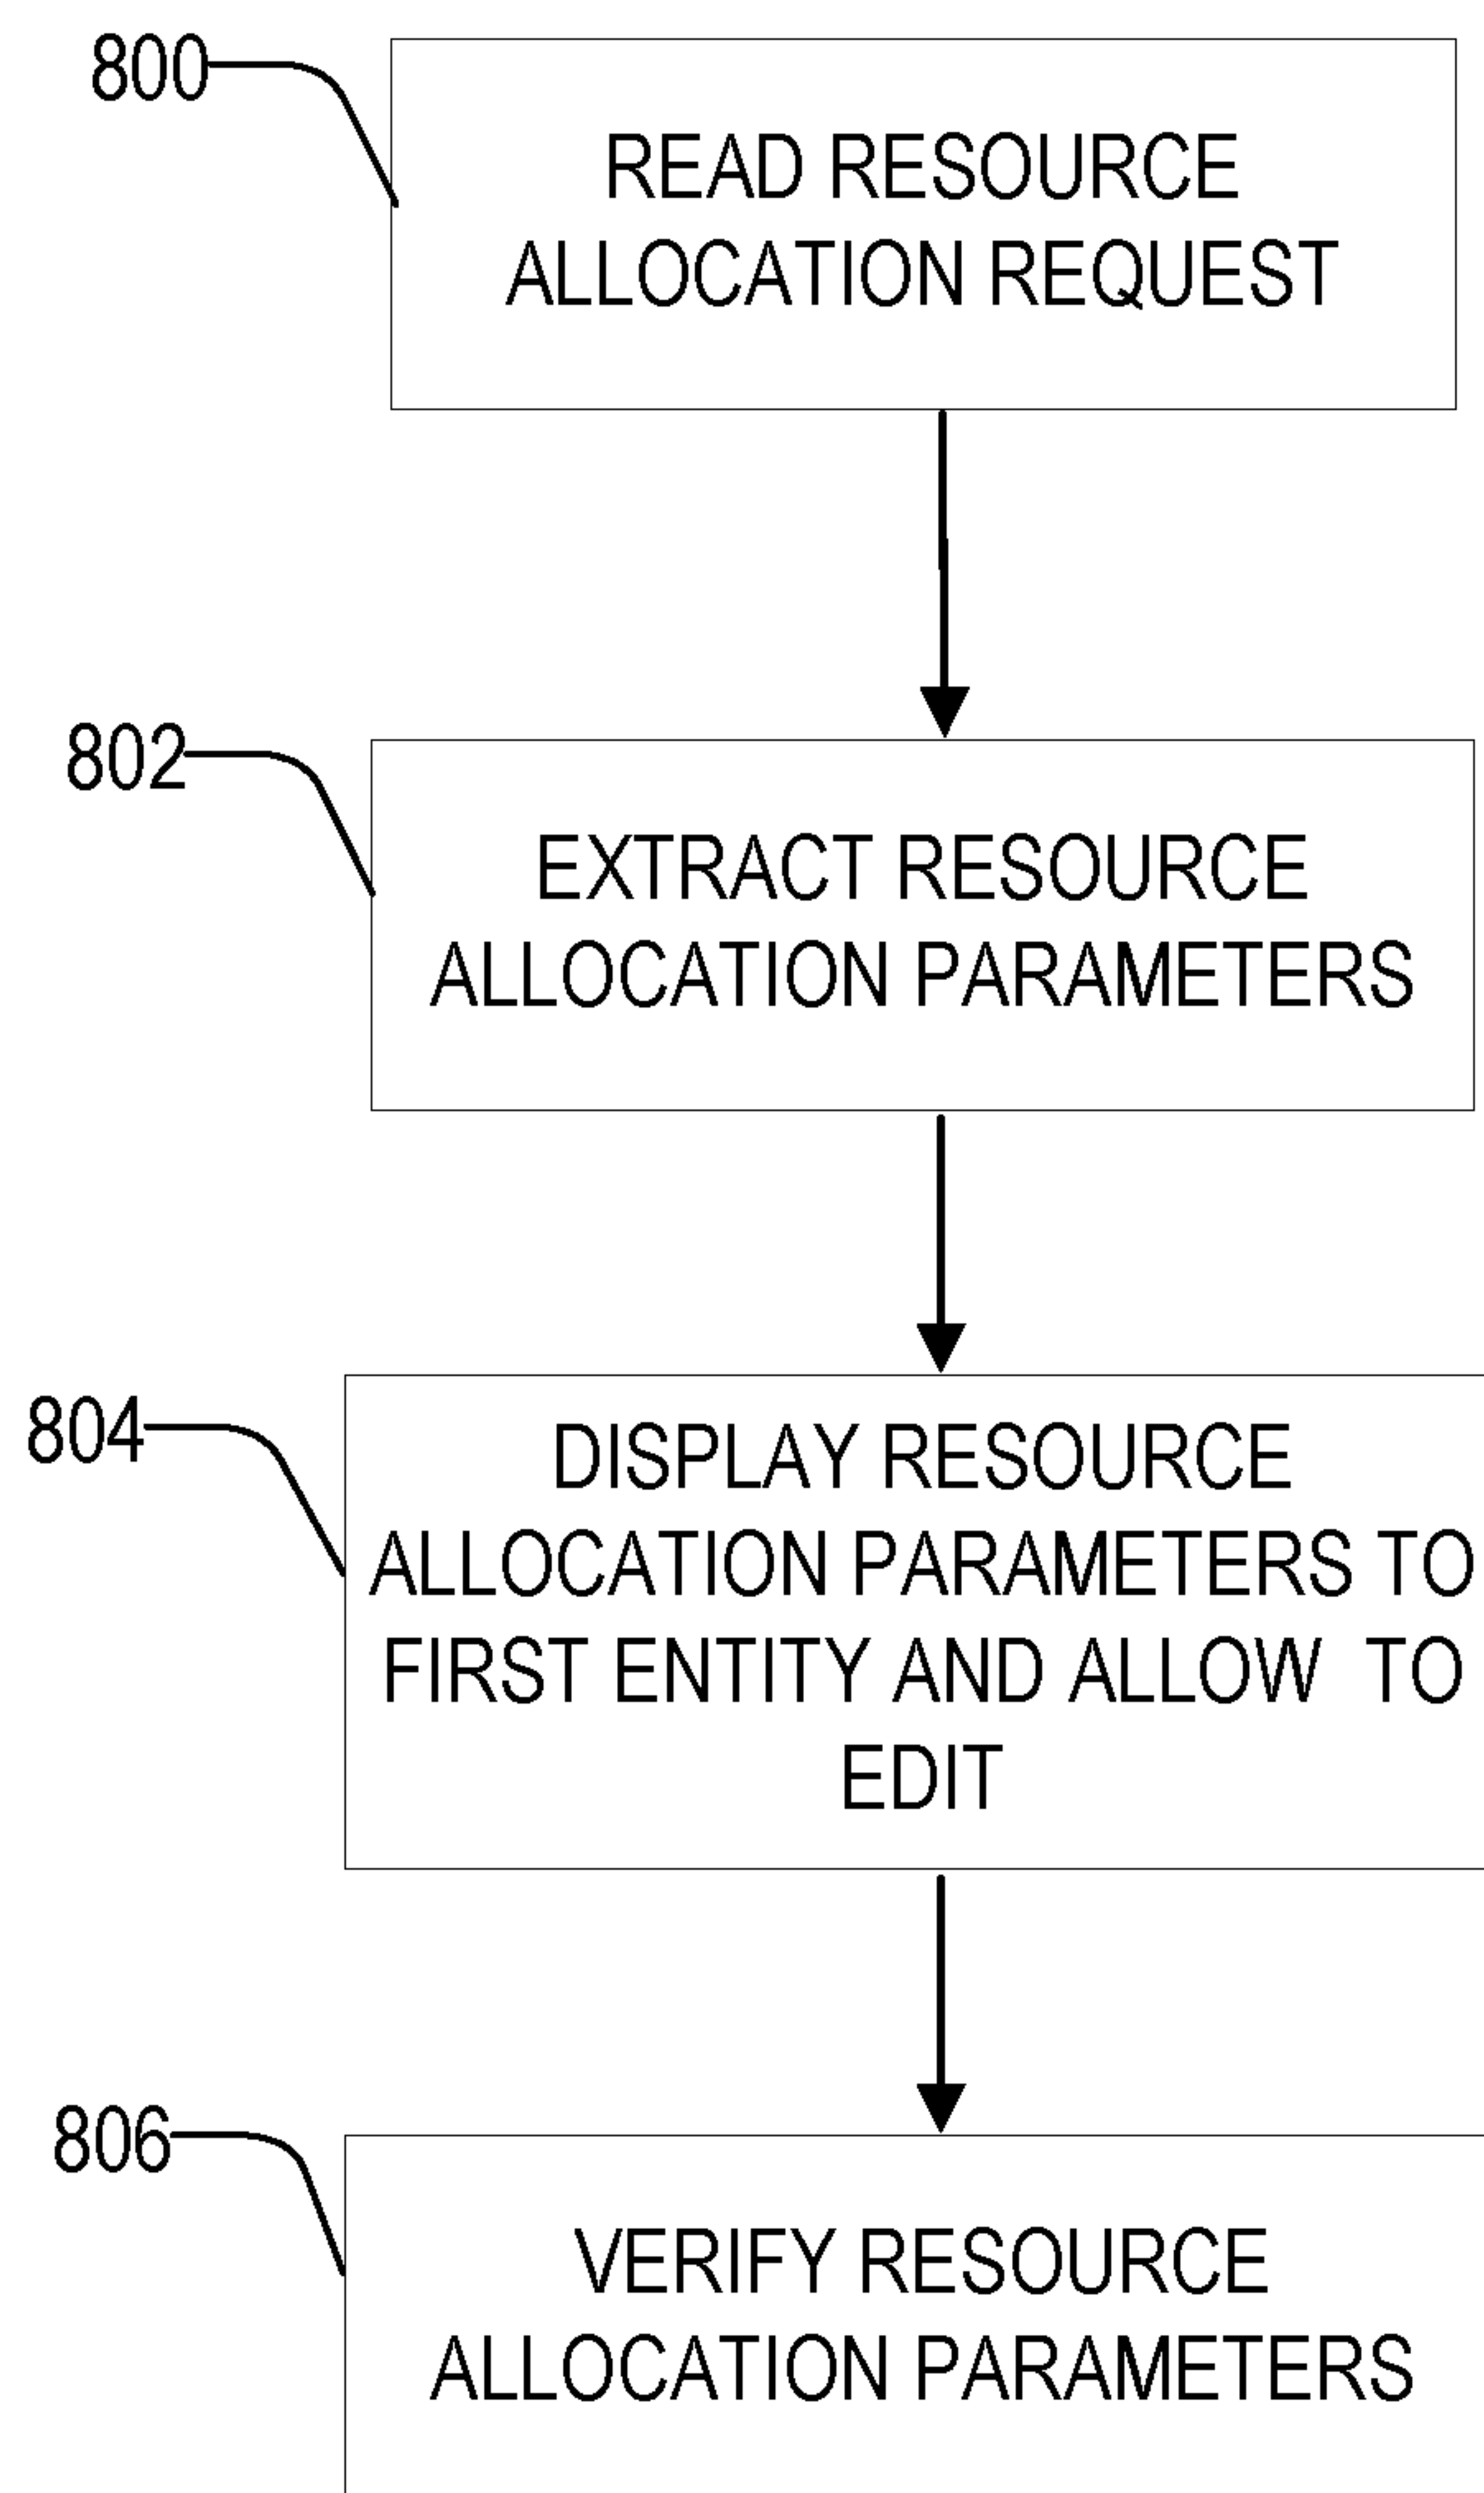 800
READ RESOURCE
ALLOCATION REQUEST
802
EXTRACT RESOURCE
ALLOCATION PARAMETERS
804
DISPLAY RESOURCE
ALLOCATION PARAMETERS TO
FIRST ENTITY AND ALLOW TO
EDIT
806
VERIFY RESOURCE
ALLOCATION PARAMETERS